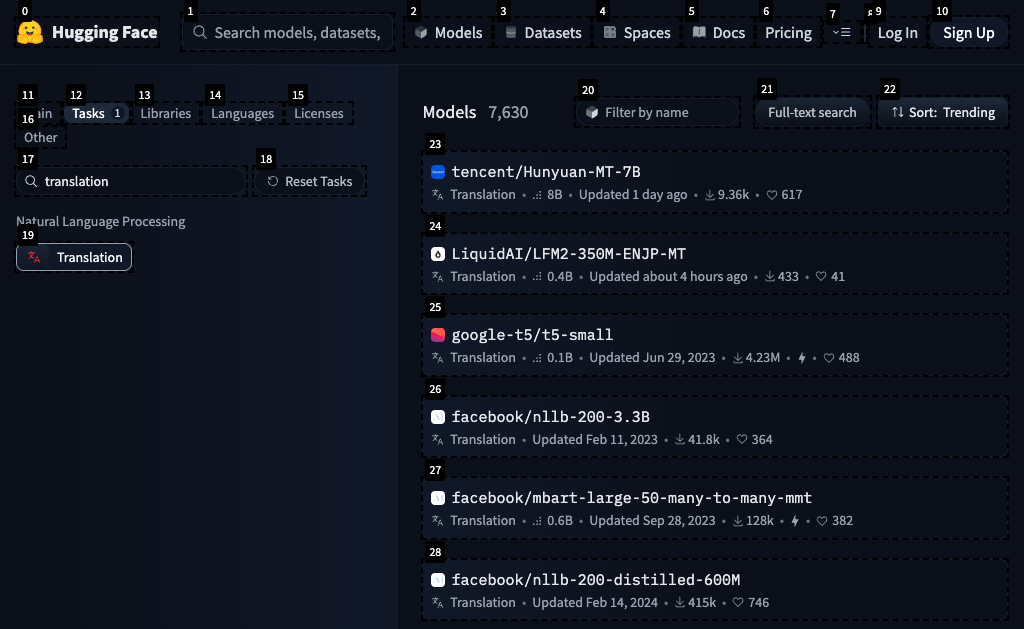 0 1 2 3 4 5 6 7 8 9 10
Hugging Face Search models, datasets, Models Datasets Spaces Docs Pricing Log In Sign Up
11 12 13 14 15
Tasks 1 Libraries Languages Licenses
16
Other
17 18
translation Reset Tasks
Natural Language Processing
19
Translation
20 21 22
Models 7,630 Filter by name Full-text search Sort: Trending
23
tencent/Hunyuan-MT-7B
Translation • 8B • Updated 1 day ago • 9.36k • 617
24
LiquidAI/LFM2-350M-ENJP-MT
Translation • 0.4B • Updated about 4 hours ago • 433 • 41
25
google-t5/t5-small
Translation • 0.1B • Updated Jun 29, 2023 • 4.23M • • 488
26
facebook/nllb-200-3.3B
Translation • Updated Feb 11, 2023 • 41.8k • 364
27
facebook/mbart-large-50-many-to-many-mmt
Translation • 0.6B • Updated Sep 28, 2023 • 128k • • 382
28
facebook/nllb-200-distilled-600M
Translation • Updated Feb 14, 2024 • 415k • 746